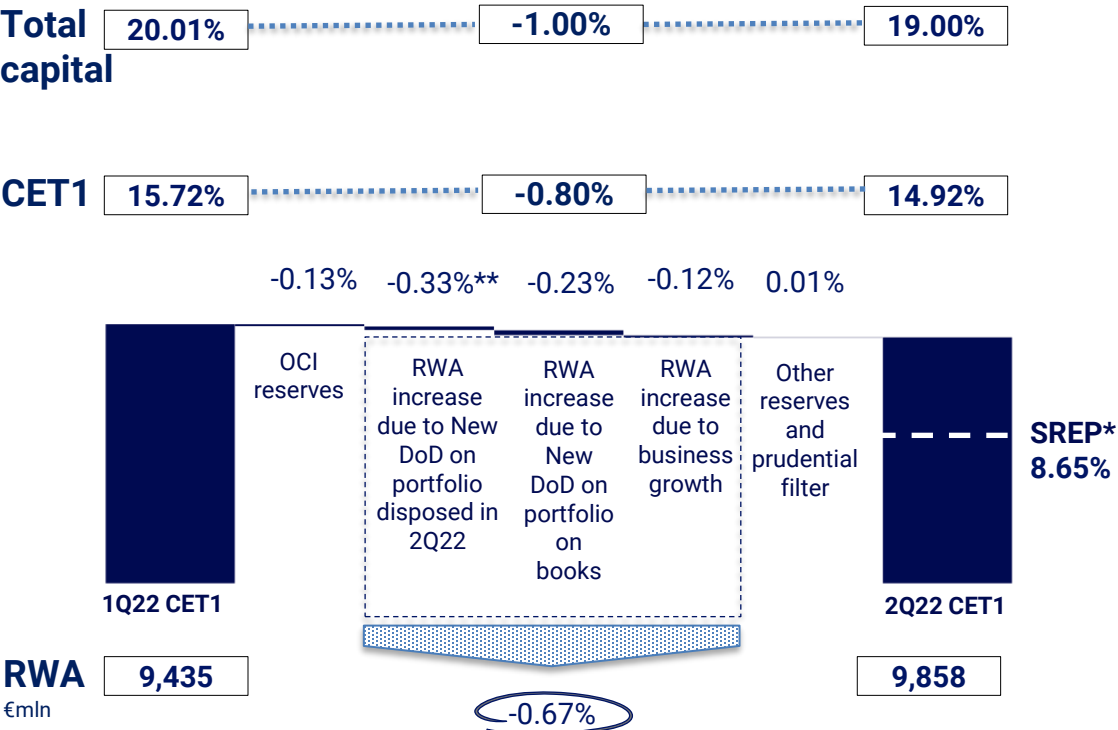 Total
capital
20.01%
-1.00%
19.00%
CET1
15.72%
-0.80%
14.92%
-0.13%
-0.33%**
-0.23%
-0.12%
0.01%
OCI
reserves
RWA
increase
due to New
DoD on
portfolio
disposed in
2Q22
RWA
increase
due to
New
DoD on
portfolio
on
books
RWA
increase
due to
business
growth
Other
reserves
and
prudential
filter
SREP*
8.65%
1Q22 CET1
2Q22 CET1
RWA
€mln
9,435
9,858
-0.67%